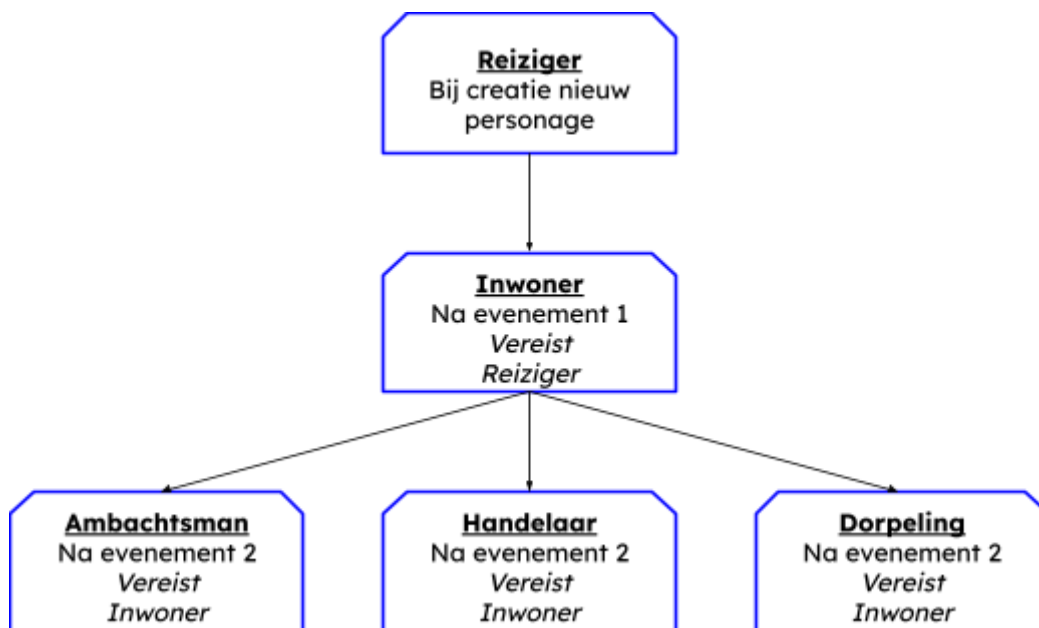 Reiziger
Bij creatie nieuw
personage
Inwoner
Na evenement 1
Vereist
Reiziger
Ambachtsman
Na evenement 2
Vereist
Inwoner
Handelaar
Na evenement 2
Vereist
Inwoner
Dorpeling
Na evenement 2
Vereist
Inwoner